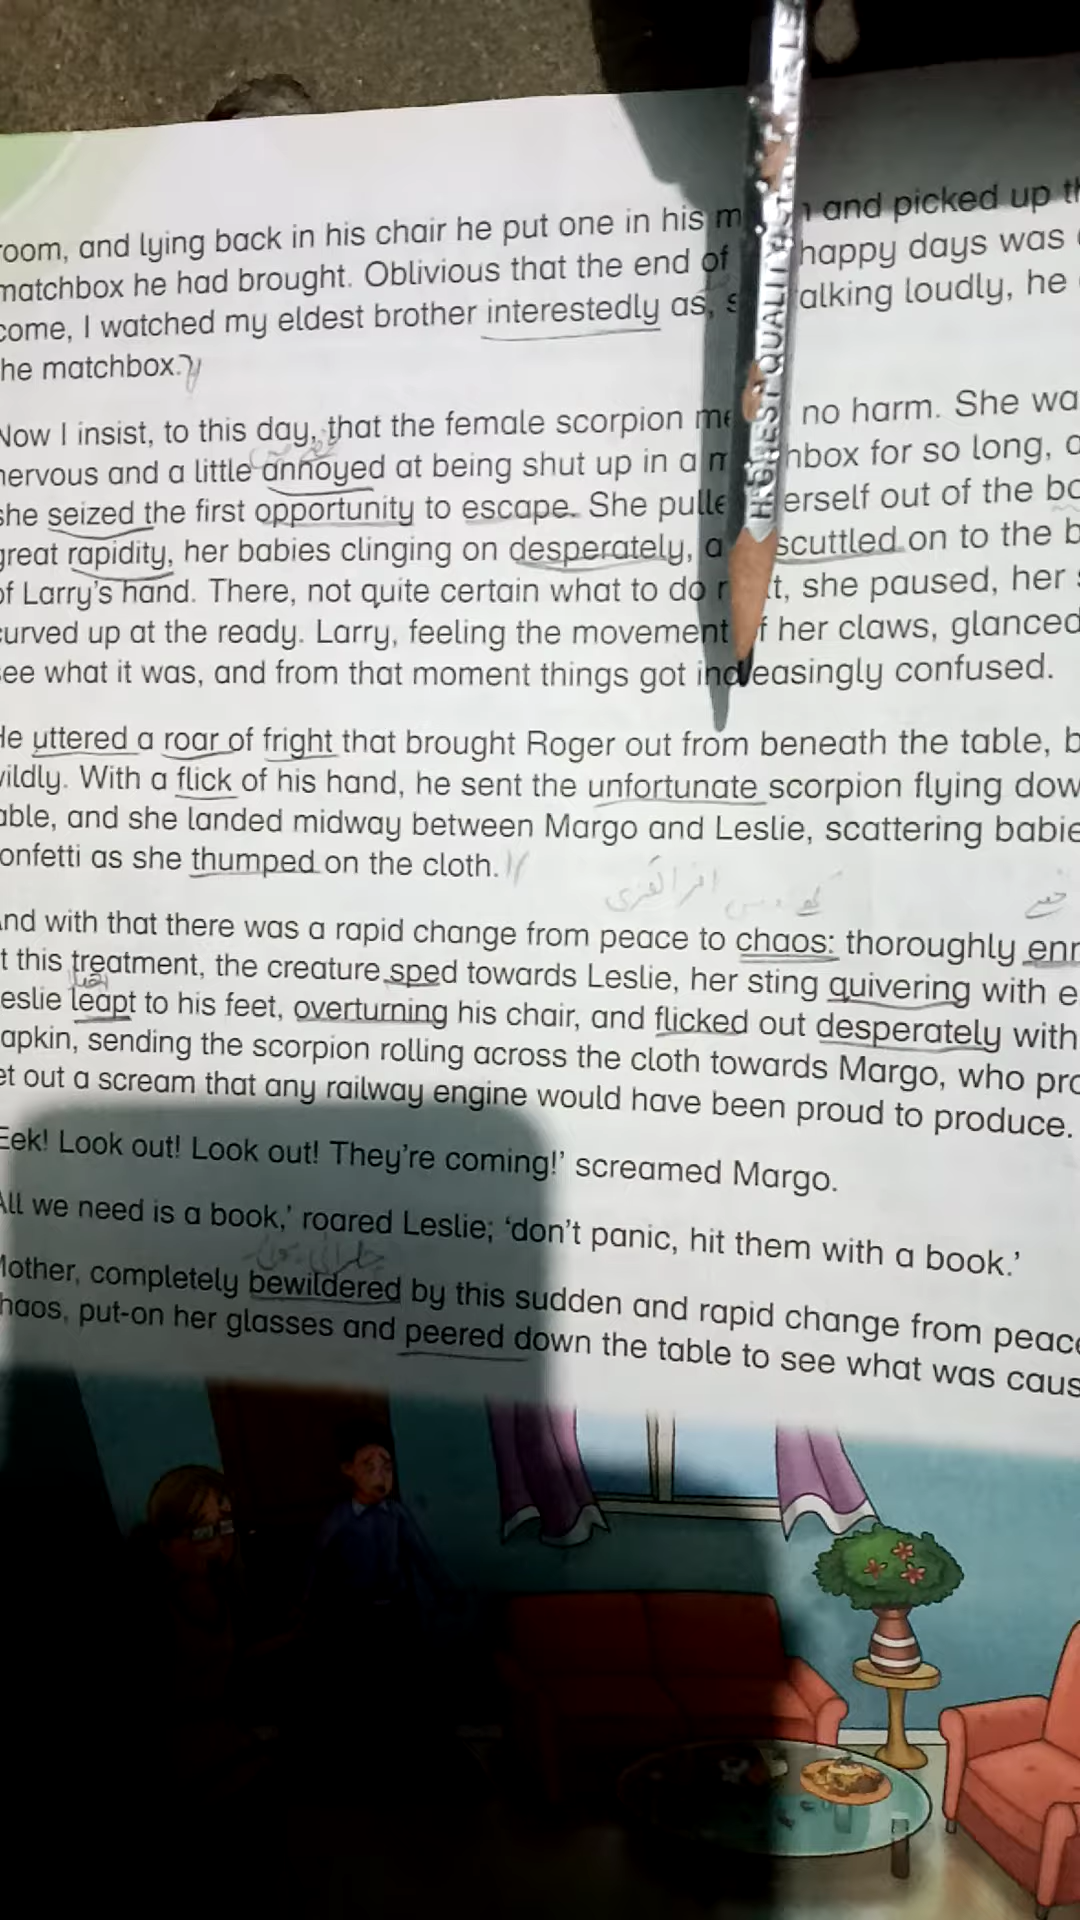 room, and lying back in his chair he put one in his m and picked up th
matchbox he had brought. Oblivious that the end of happy days was
come, I watched my eldest brother interestedly as, s alking loudly, he
he matchbox.
Now I insist, to this day, that the female scorpion me no harm. She wa
nervous and a little annoyed at being shut up in a m hbox for so long,
she seized the first opportunity to escape. She pulle erself out of the bo
great rapidity, her babies clinging on desperately, a scuttled on to the b
of Larry's hand. There, not quite certain what to do t, she paused, her
curved up at the ready. Larry, feeling the movement f her claws, glanced
see what it was, and from that moment things got increasingly confused.
He uttered a roar of fright that brought Roger out from beneath the table, b
wildly. With a flick of his hand, he sent the unfortunate scorpion flying dow
able, and she landed midway between Margo and Leslie, scattering babie
onfetti as she thumped on the cloth.
And with that there was a rapid change from peace to chaos: thoroughly enr
t this treatment, the creature sped towards Leslie, her sting quivering with e
eslie leapt to his feet, overturning his chair, and flicked out desperately with
apkin, sending the scorpion rolling across the cloth towards Margo, who pro
et out a scream that any railway engine would have been proud to produce.
Eek! Look out! Look out! They're coming!' screamed Margo.
All we need is a book,' roared Leslie; 'don't panic, hit them with a book.'
Mother, completely bewildered by this sudden and rapid change from peace
haos, put-on her glasses and peered down the table to see what was caus
HONEST QUALITY